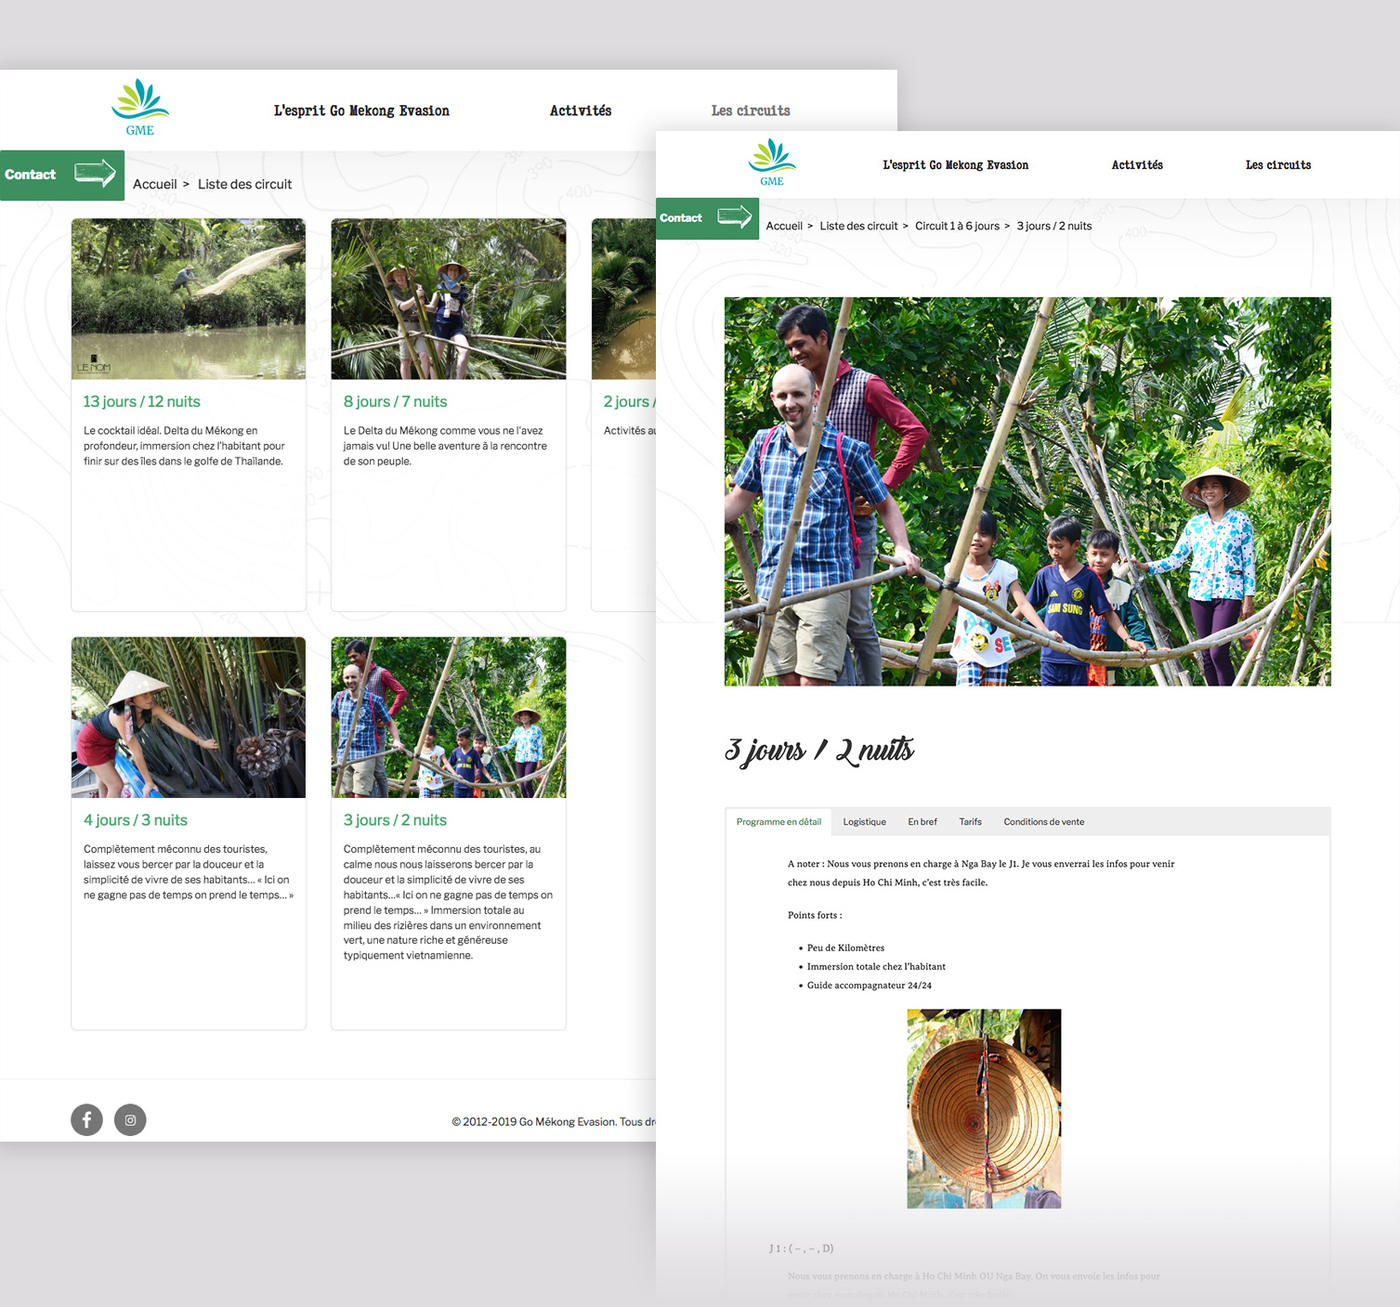 GME
L'esprit Go Mekong Evasion
Activités
Les circuits
Contact
Accueil > Liste des circuit
LE NOM
13 jours / 12 nuits
Le cocktail idéal. Delta du Mékong en
profondeur, immersion chez l'habitant pour
finir sur des îles dans le golfe de Thaïlande.
8 jours / 7 nuits
Le Delta du Mékong comme vous ne l'avez
jamais vu! Une belle aventure à la rencontre
de son peuple.
2 jours /
Activités au
4 jours / 3 nuits
Complètement méconnu des touristes,
laissez vous bercer par la douceur et la
simplicité de vivre de ses habitants... « Ici on
ne gagne pas de temps on prend le temps... »
3 jours / 2 nuits
Complètement méconnu des touristes, au
calme nous nous laisserons bercer par la
douceur et la simplicité de vivre de ses
habitants...« Ici on ne gagne pas de temps on
prend le temps... » Immersion totale au
milieu des rizières dans un environnement
vert, une nature riche et généreuse
typiquement vietnamienne.
© 2012-2019 Go Mékong Evasion. Tous dro
GME
L'esprit Go Mekong Evasion
Activités
Les circuits
Contact
Accueil > Liste des circuit > Circuit 1 à 6 jours > 3 jours / 2 nuits
SAM SUNG
SE
3 jours / 2 nuits
Programme en détail
Logistique
En bref
Tarifs
Conditions de vente
A noter : Nous vous prenons en charge à Nga Bay le J1. Je vous enverrai les infos pour venir
chez nous depuis Ho Chi Minh, c'est très facile.
Points forts :
• Peu de Kilomètres
• Immersion totale chez l'habitant
• Guide accompagnateur 24/24
J 1 : ( – , – , D)
Nous vous prenons en charge à Ho Chi Minh OU Nga Bay. On vous envoie les infos pour